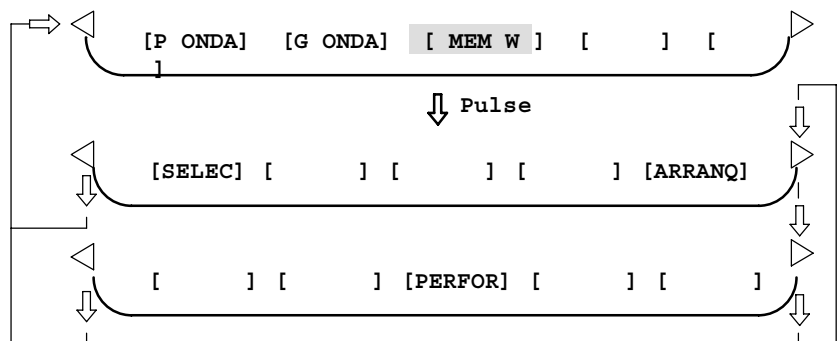 [P ONDA] [G ONDA] [ MEM W ] [ ] [
]
Pulse
[SELEC] [ ] [ ] [ ] [ARRANQ]
[ ] [ ] [PERFOR] [ ] [ ]